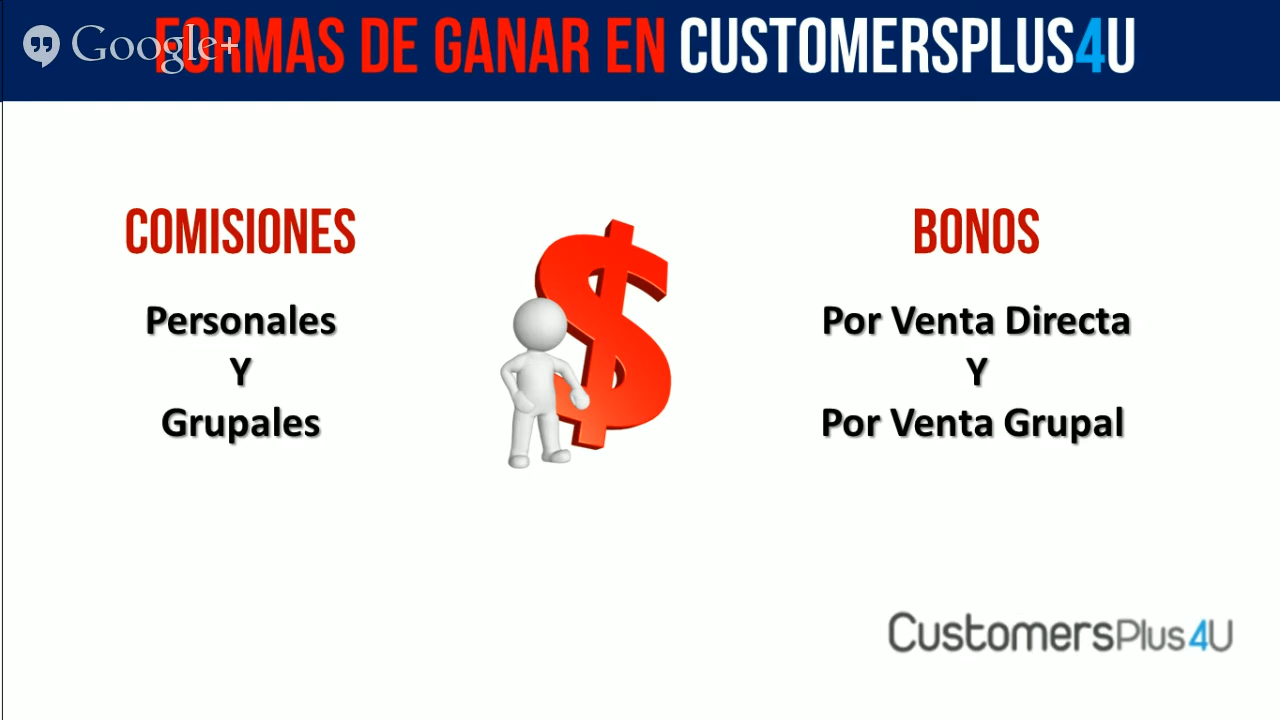 Google+
FORMAS DE GANAR EN CUSTOMERSPLUS4U
COMISIONES
Personales
Y
Grupales
BONOS
Por Venta Directa
Y
Por Venta Grupal
CustomersPlus4U